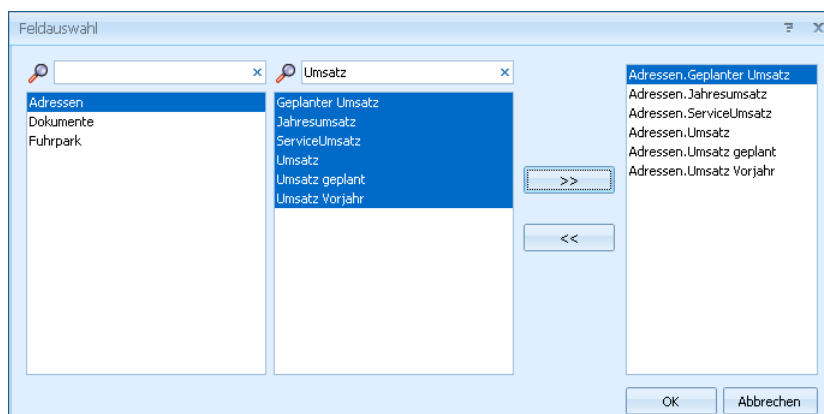 Feldauswahl
Umsatz
Adressen
Dokumente
Fuhrpark
Geplanter Umsatz
Jahresumsatz
ServiceUmsatz
Umsatz
Umsatz geplant
Umsatz Vorjahr
>>
<<
Adressen.Geplanter Umsatz
Adressen.Jahresumsatz
Adressen.ServiceUmsatz
Adressen.Umsatz
Adressen.Umsatz geplant
Adressen.Umsatz Vorjahr
OK
Abbrechen